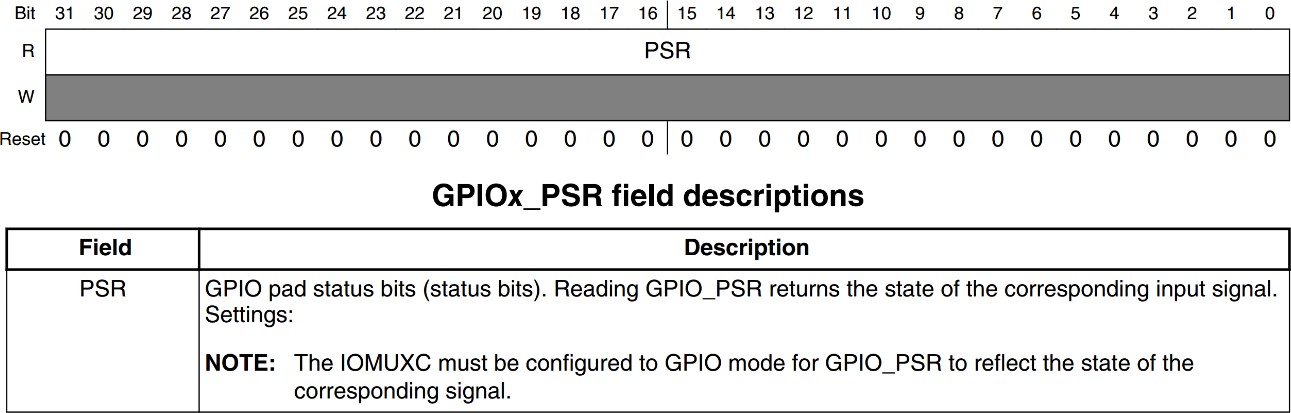 Bit 31 30 29 28 27 26 25 24 23 22 21 20 19 18 17 16 15 14 13 12 11 10 9 8 7 6 5 4 3 2 1 0
R PSR
W
Reset 0 0 0 0 0 0 0 0 0 0 0 0 0 0 0 0 0 0 0 0 0 0 0 0 0 0 0 0 0 0 0 0
GPIOx_PSR field descriptions
Field Description
PSR GPIO pad status bits (status bits). Reading GPIO_PSR returns the state of the corresponding input signal.
Settings:
NOTE: The IOMUXC must be configured to GPIO mode for GPIO_PSR to reflect the state of the
corresponding signal.